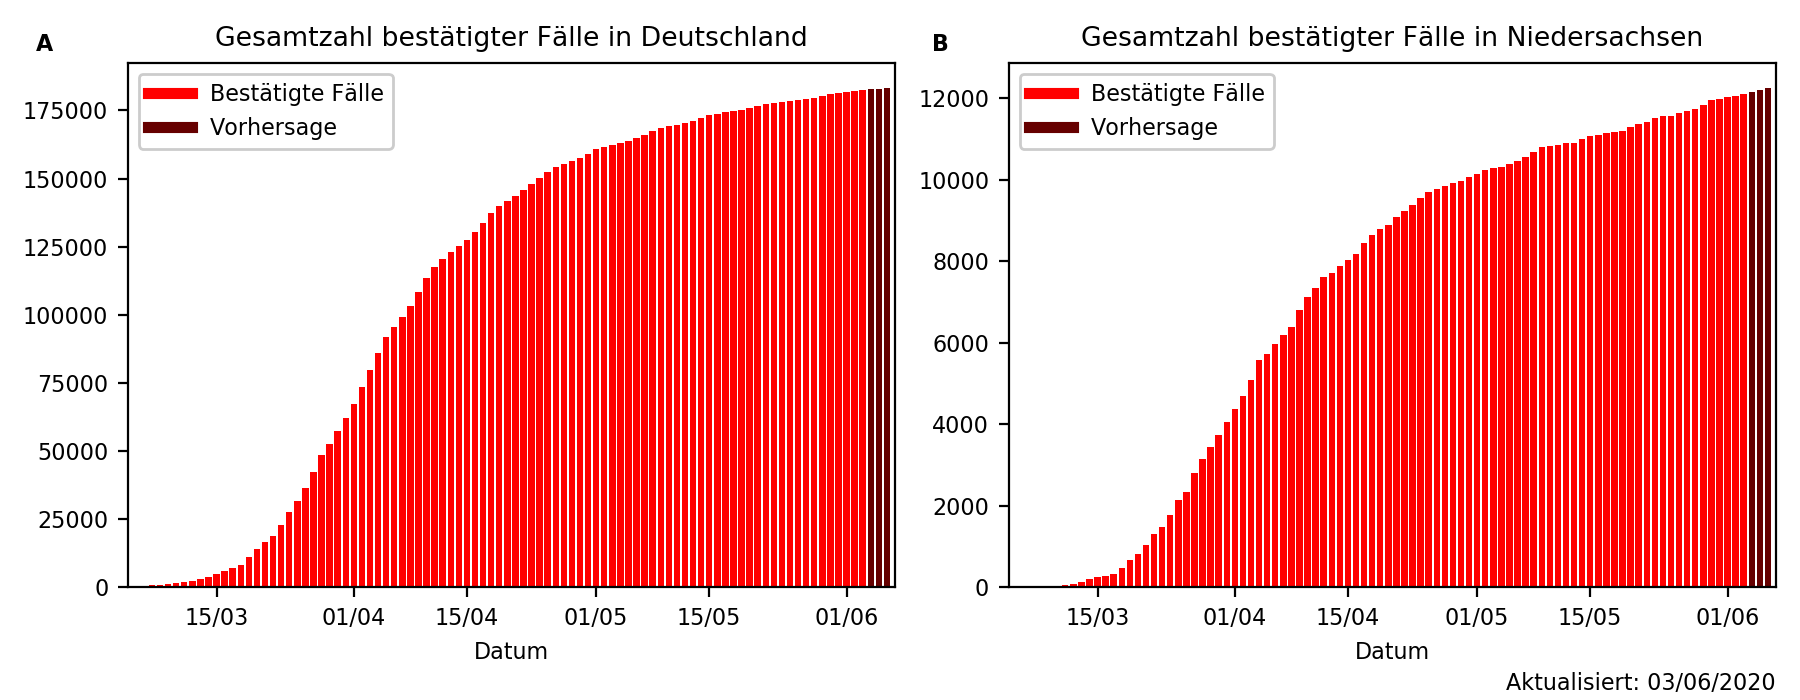 A
Gesamtzahl bestätigter Fälle in Deutschland
Bestätigte Fälle
Vorhersage
175000
150000
125000
100000
75000
50000
25000
0
15/03 01/04 15/04 01/05 15/05 01/06
Datum
B
Gesamtzahl bestätigter Fälle in Niedersachsen
Bestätigte Fälle
Vorhersage
12000
10000
8000
6000
4000
2000
0
15/03 01/04 15/04 01/05 15/05 01/06
Datum
Aktualisiert: 03/06/2020